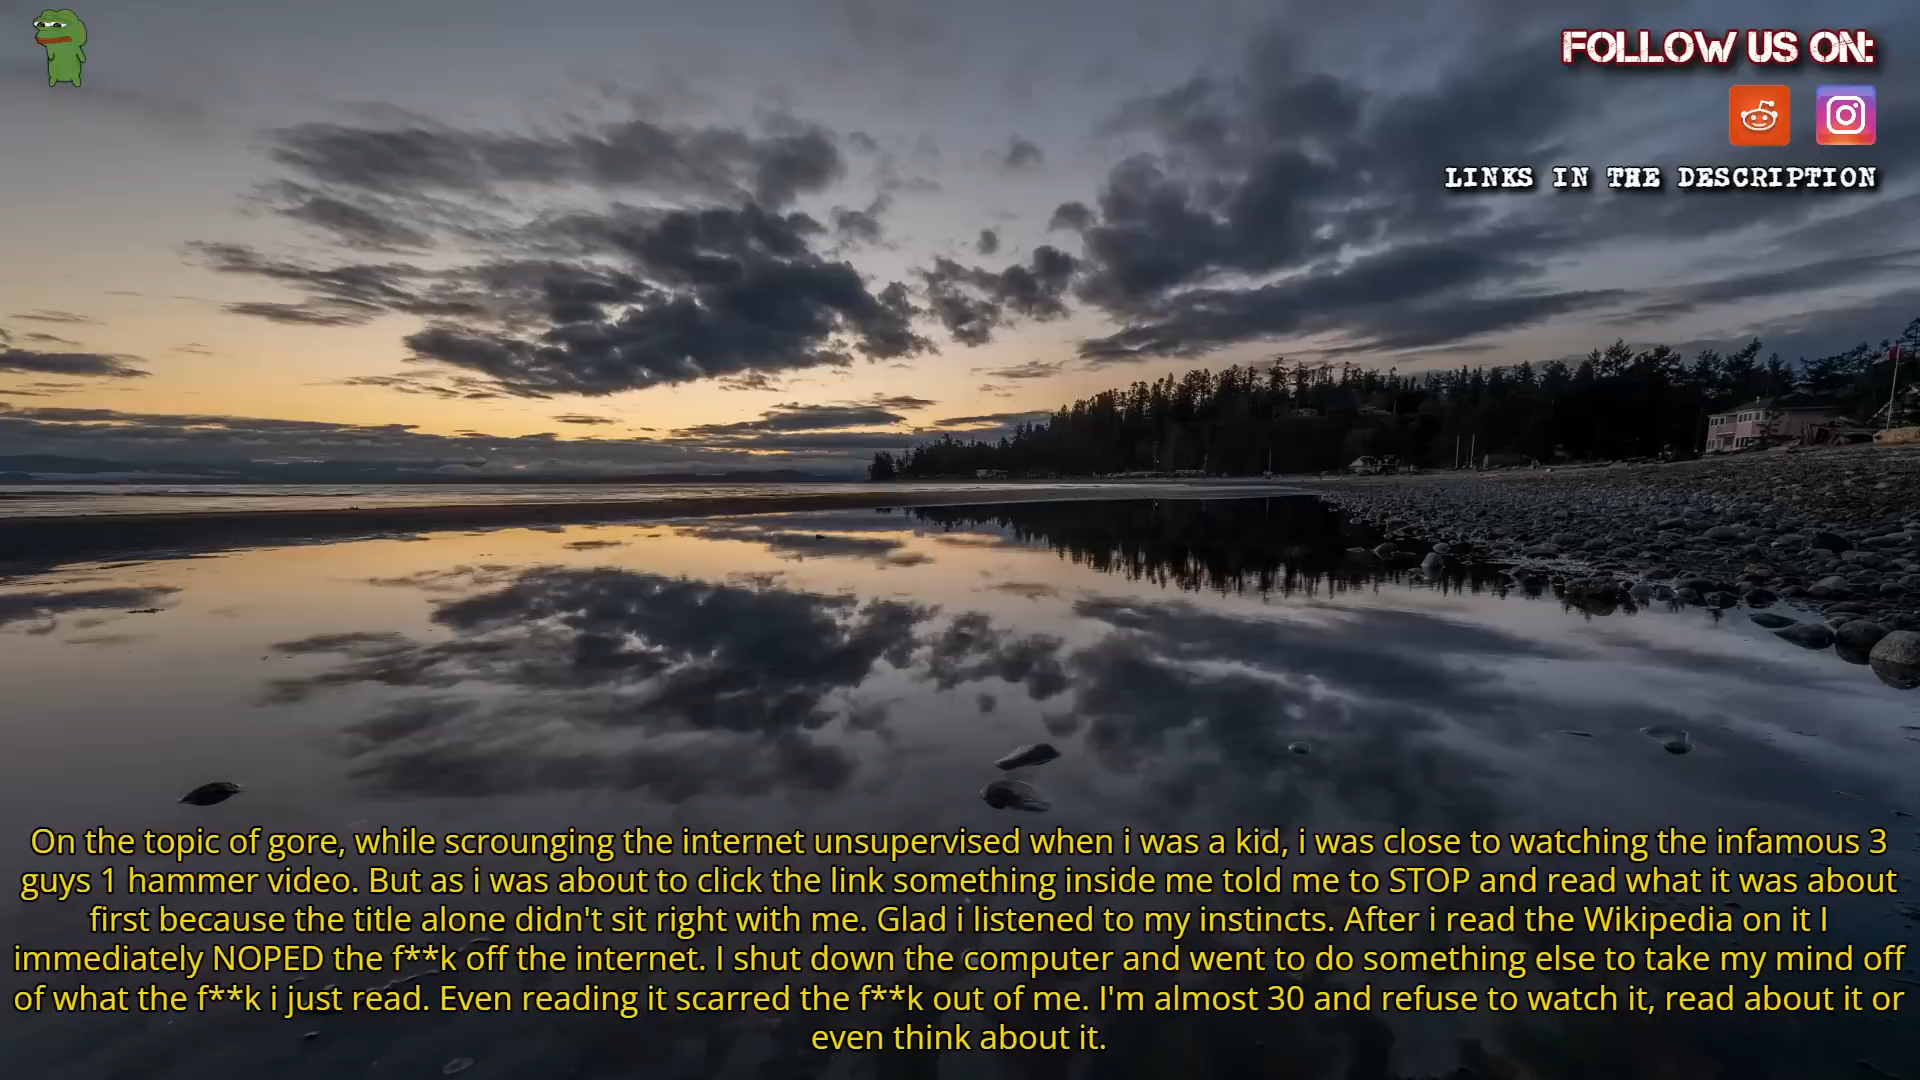 FOLLOW US ON:
LINKS IN THE DESCRIPTION
On the topic of gore, while scrounging the internet unsupervised when i was a kid, i was close to watching the infamous 3
guys 1 hammer video. But as i was about to click the link something inside me told me to STOP and read what it was about
first because the title alone didn't sit right with me. Glad i listened to my instincts. After i read the Wikipedia on it I
immediately NOPED the f**k off the internet. I shut down the computer and went to do something else to take my mind off
of what the f**k i just read. Even reading it scarred the f**k out of me. I'm almost 30 and refuse to watch it, read about it or
even think about it.